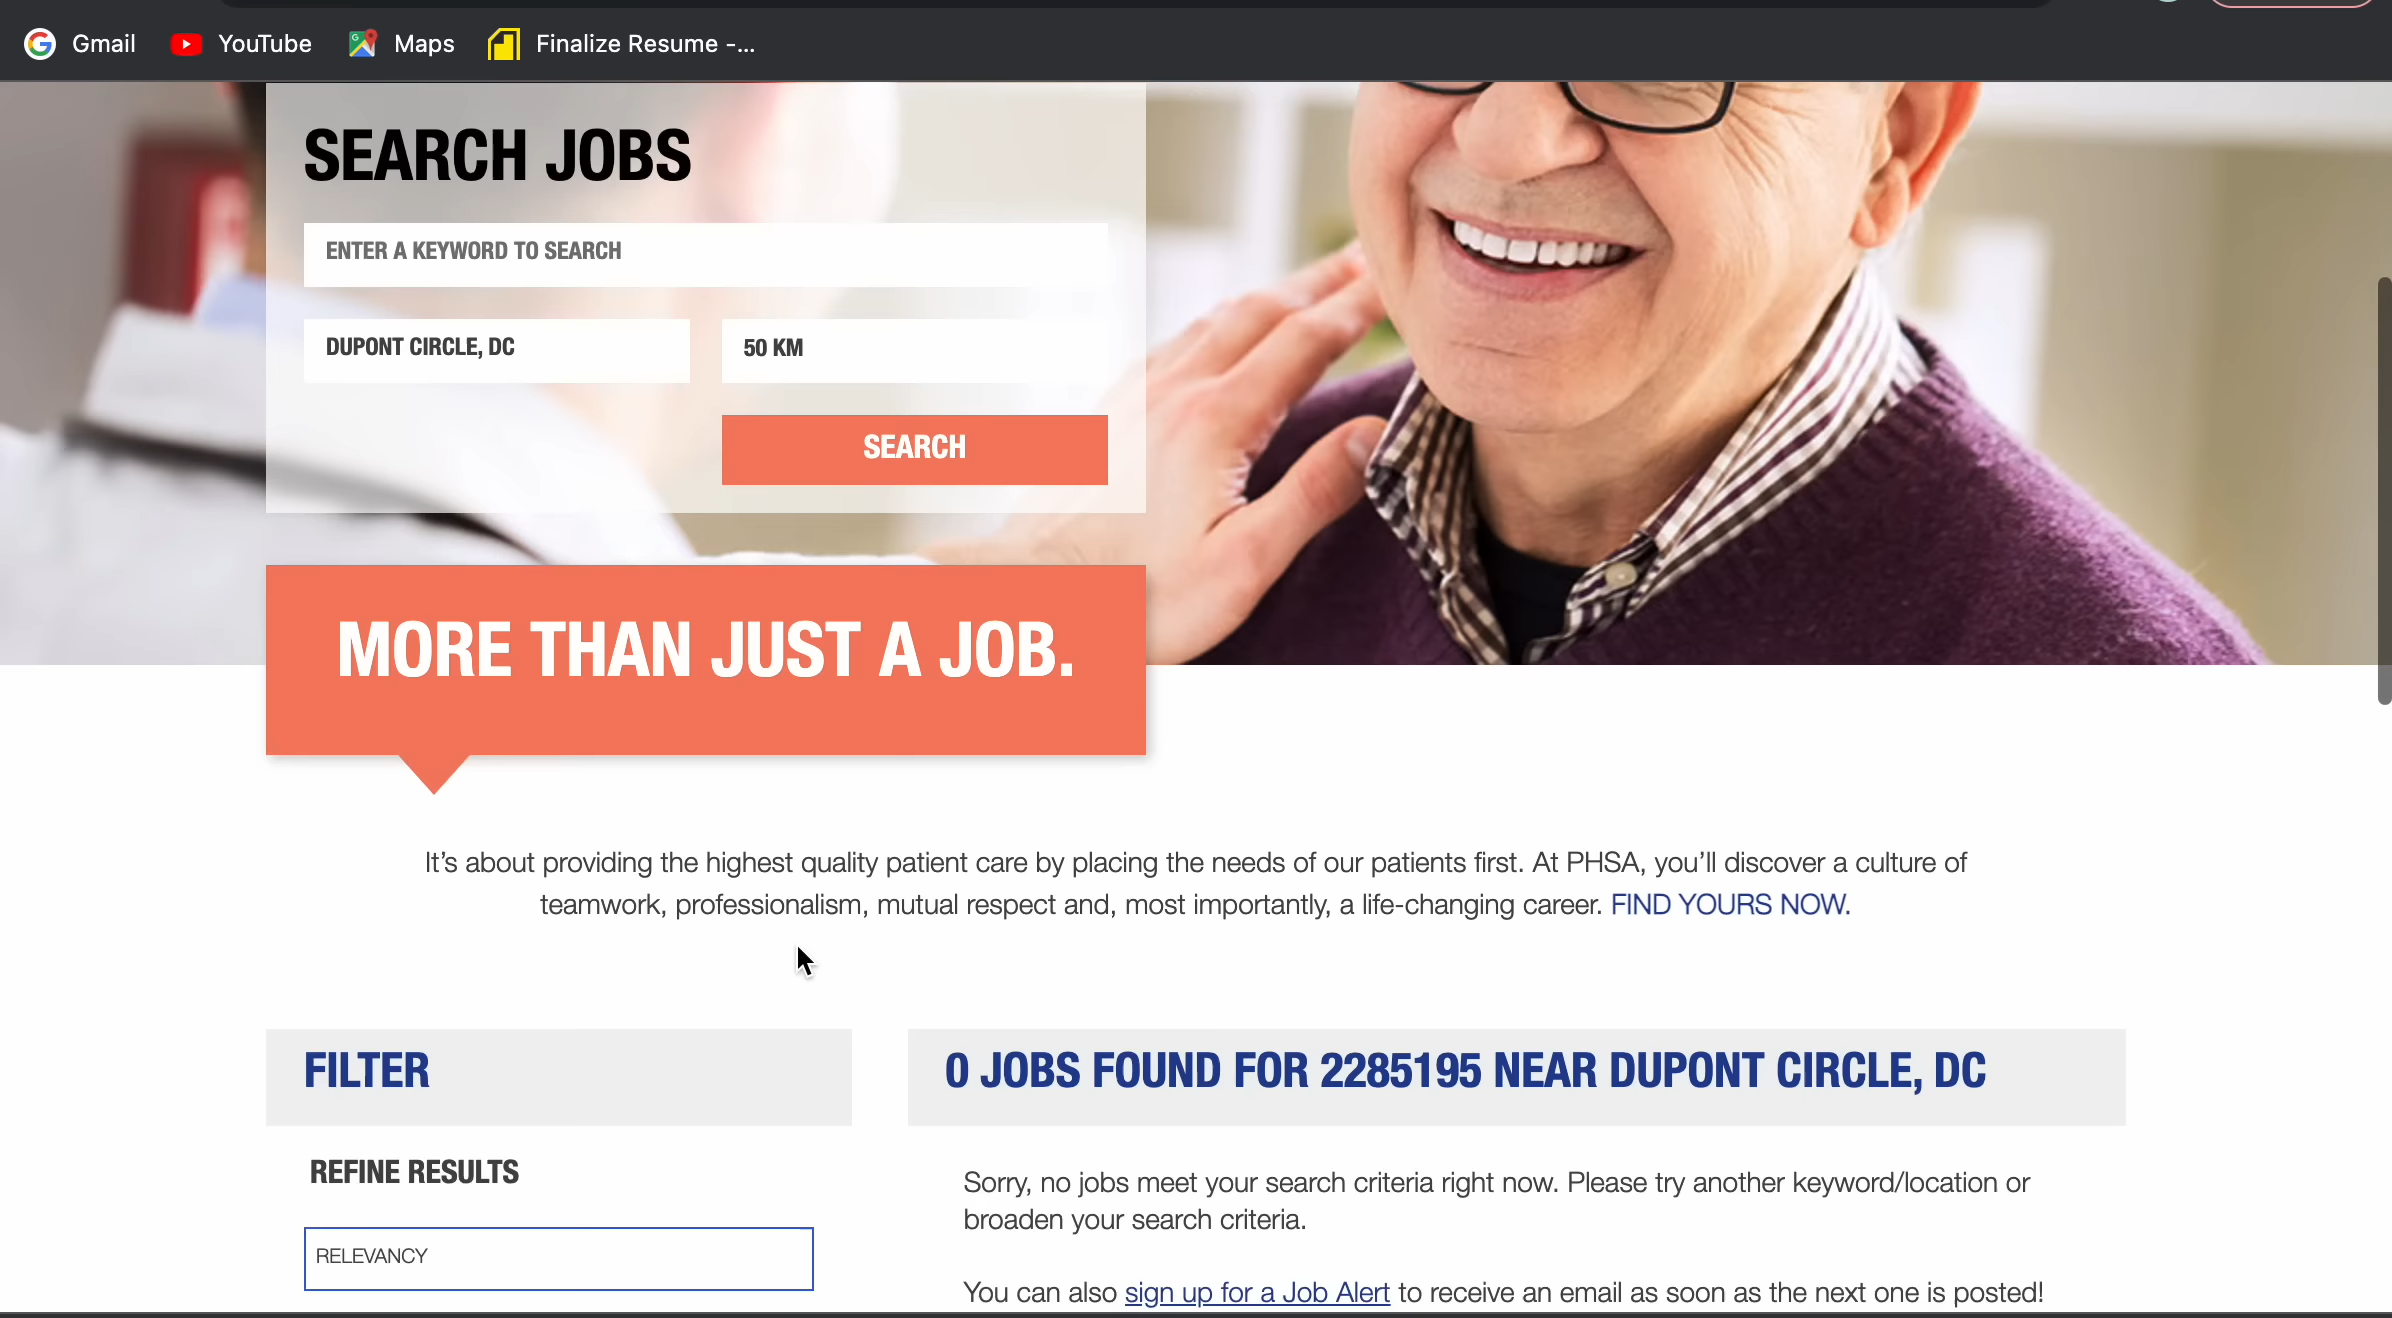 Gmail
YouTube
Maps
Finalize Resume -...
SEARCH JOBS
ENTER A KEYWORD TO SEARCH
DUPONT CIRCLE, DC
50 KM
SEARCH
MORE THAN JUST A JOB.
It’s about providing the highest quality patient care by placing the needs of our patients first. At PHSA, you’ll discover a culture of
teamwork, professionalism, mutual respect and, most importantly, a life-changing career. FIND YOURS NOW.
FILTER
REFINE RESULTS
RELEVANCY
0 JOBS FOUND FOR 2285195 NEAR DUPONT CIRCLE, DC
Sorry, no jobs meet your search criteria right now. Please try another keyword/location or
broaden your search criteria.
You can also sign up for a Job Alert to receive an email as soon as the next one is posted!